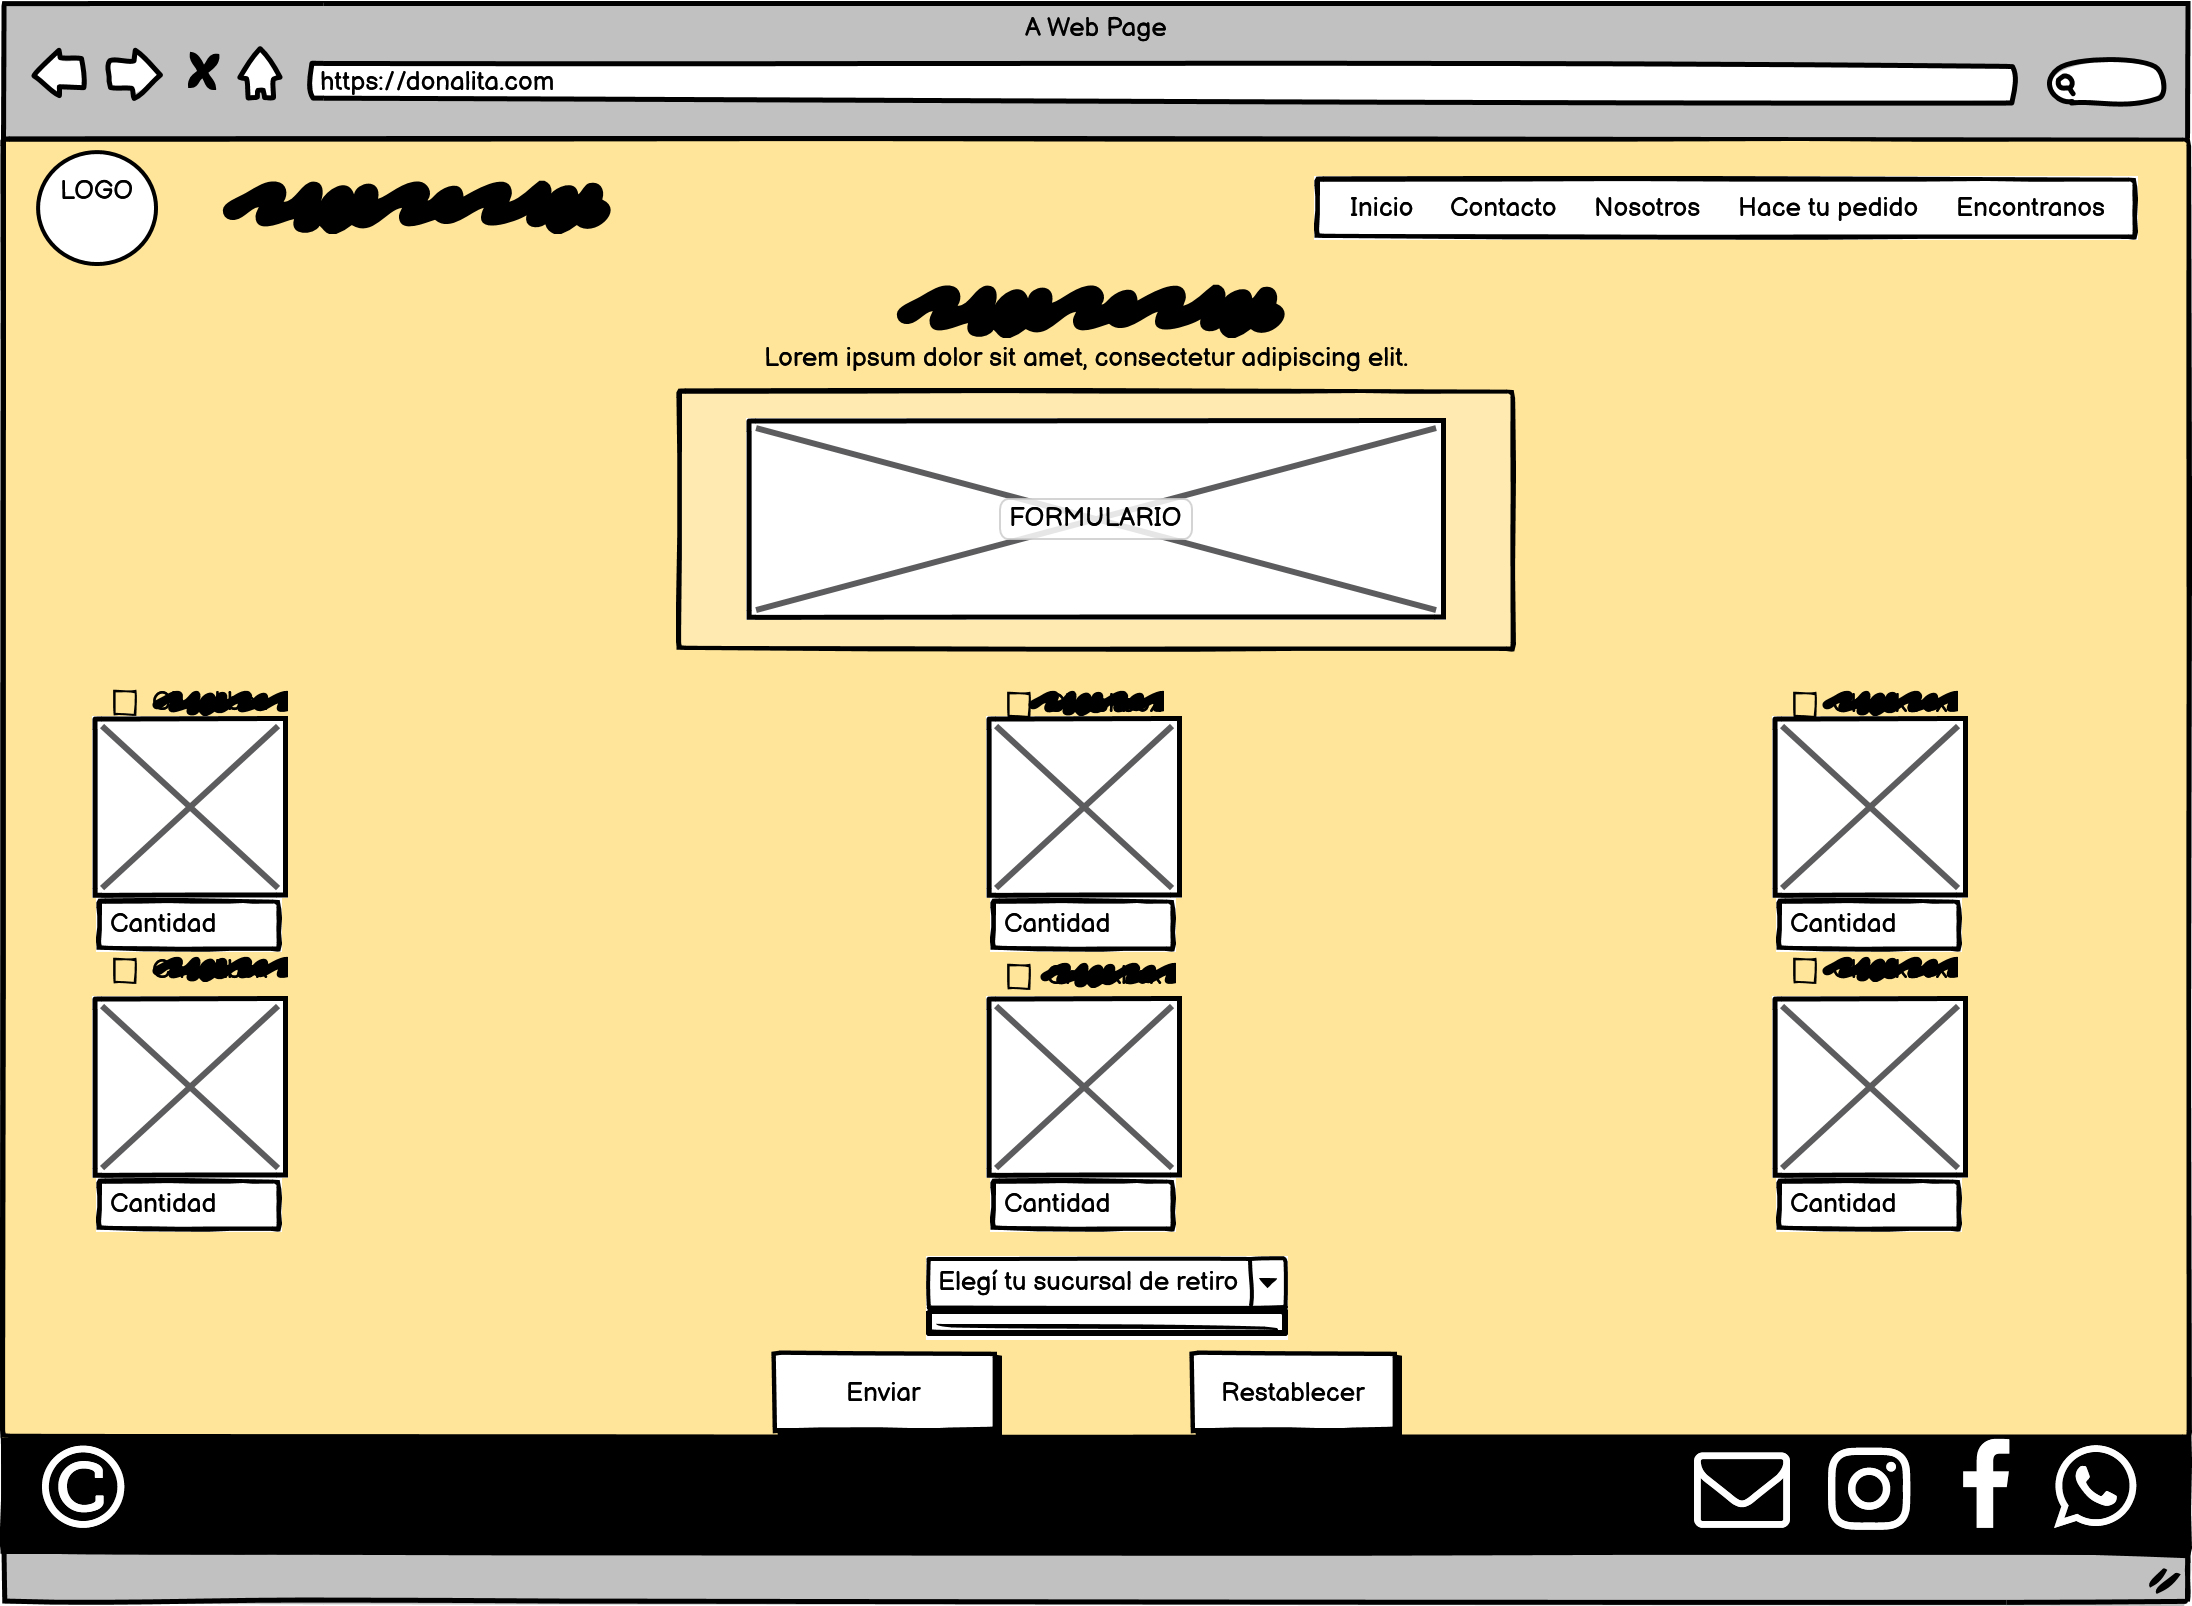 A Web Page
https://donalita.com
LOGO
Inicio Contacto Nosotros Hace tu pedido Encontranos
Lorem ipsum dolor sit amet, consectetur adipiscing elit.
FORMULARIO
Cantidad Cantidad Cantidad
Cantidad Cantidad Cantidad
Elegí tu sucursal de retiro
Enviar Restablecer
©